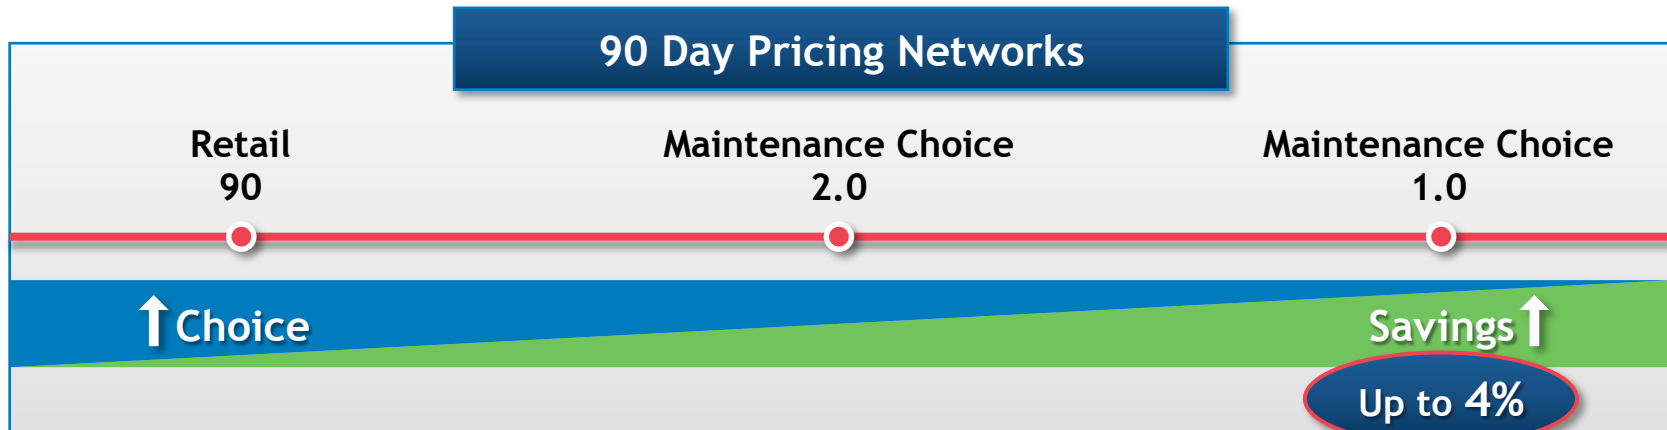 90 Day Pricing Networks
Retail
90
Maintenance Choice
2.0
Maintenance Choice
1.0
Choice
Savings
Up to 4%